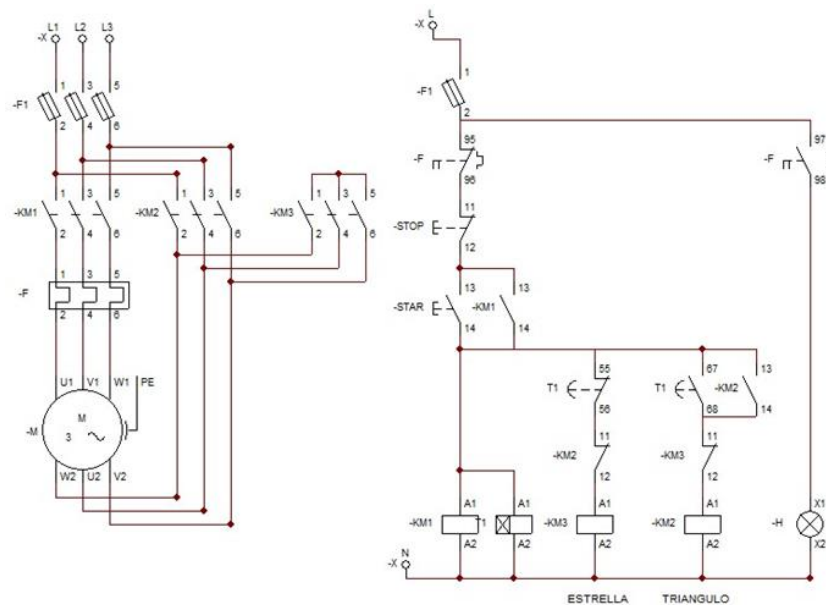 L1 L2 L3
-X
1 3 5
-F1
2 4 6
1 3 5
-KM1
2 4 6
1 3 5
-KM2
2 4 6
1 3 5
-KM3
2 4 6
1 3 5
-F
2 4 6
U1 V1 W1 PE
M
-M
3
W2 U2 V2
L
-X
1
-F1
2
95
-F
96
97
-F
98
11
-STOP
12
13 13
-STAR -KM1
14 14
55
T1
56
67
T1
68
13
-KM2
14
11
-KM2
12
11
-KM3
12
A1
-KM1
A2
A1
T1
A2
A1
-KM3
A2
A1
-KM2
A2
X1
-H
X2
N
-X
ESTRELLA TRIANGULO